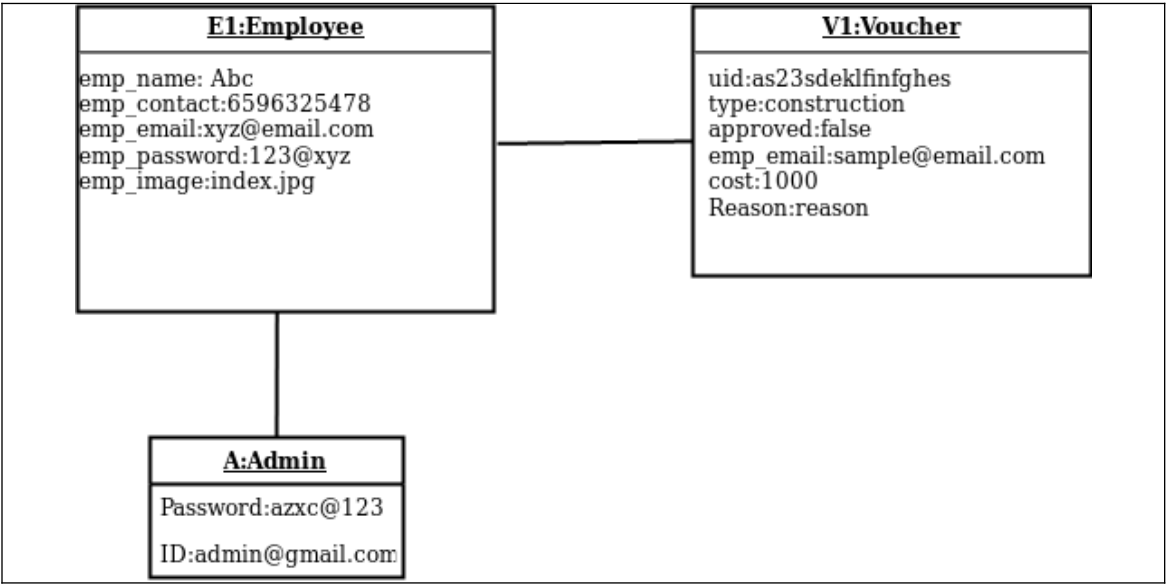 E1:Employee
emp_name: Abc
emp_contact:6596325478
emp_email:xyz@email.com
emp_password:123@xyz
emp_image:index.jpg
V1:Voucher
uid:as23sdeklfinfghes
type:construction
approved:false
emp_email:sample@email.com
cost:1000
Reason:reason
A:Admin
Password:azxc@123
ID:admin@gmail.com